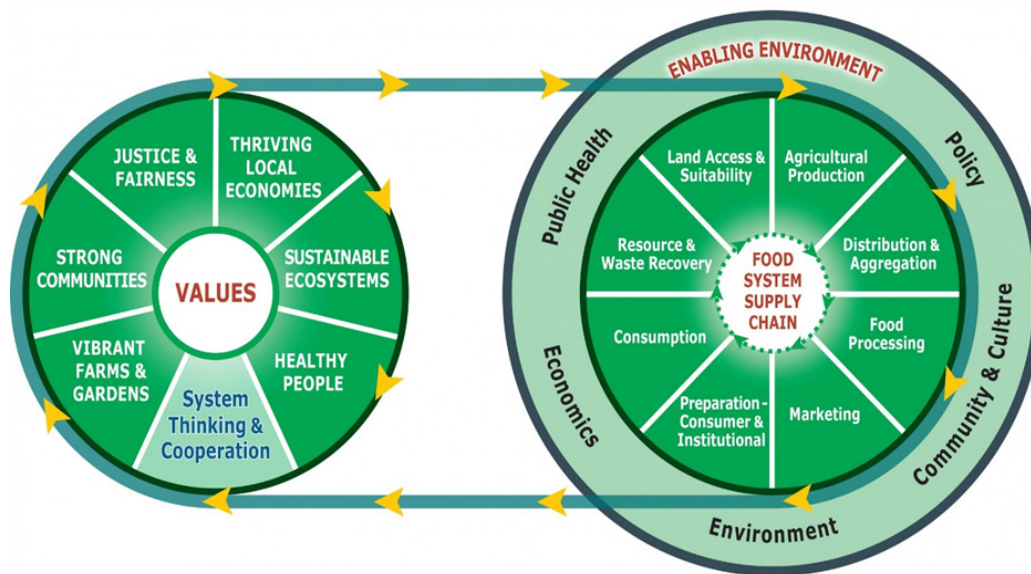 JUSTICE &
FAIRNESS
THRIVING
LOCAL
ECONOMIES
SUSTAINABLE
ECOSYSTEMS
HEALTHY
PEOPLE
System
Thinking &
Cooperation
VIBRANT
FARMS &
GARDENS
STRONG
COMMUNITIES
VALUES
ENABLING ENVIRONMENT
Policy
Community & Culture
Environment
Economics
Public Health
Land Access &
Suitability
Agricultural
Production
Distribution &
Aggregation
Food
Processing
Marketing
Preparation-
Consumer &
Institutional
Consumption
Resource &
Waste Recovery
FOOD
SYSTEM
SUPPLY
CHAIN